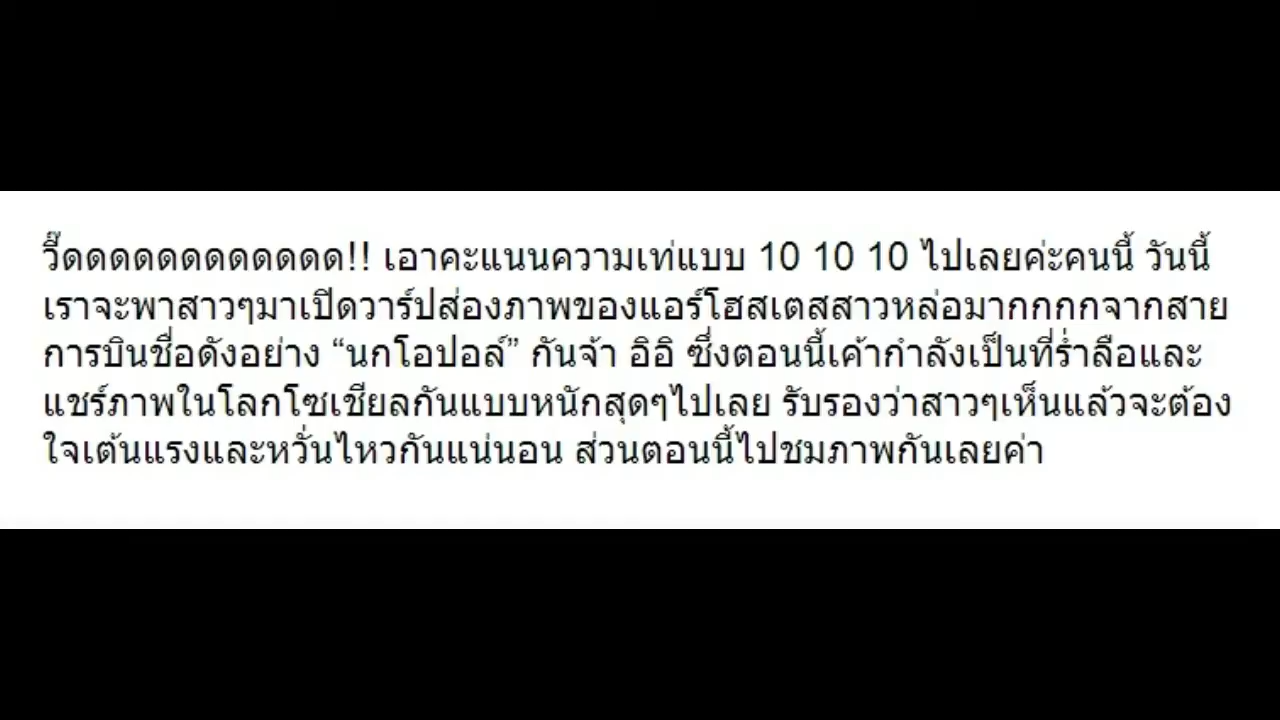 วี๊ดดดดดดดดดดดด!! เอาคะแนนความเท่แบบ 10 10 10 ไปเลยค่ะคนนี้ วันนี้
เราจะพาสาวๆมาเปิดวาร์ปส่องภาพของแอร์โฮสเตสสาวหล่อมากกกกจากสาย
การบินชื่อดังอย่าง “นกโอปอล์” กันจ้า อิอิ ซึ่งตอนนี้เค้ากำลังเป็นที่ร่ำลือและ
แชร์ภาพในโลกโซเชียลกันแบบหนักสุดๆไปเลย รับรองว่าสาวๆเห็นแล้วจะต้อง
ใจเต้นแรงและหวั่นไหวกันแน่นอน ส่วนตอนนี้ไปชมภาพกันเลยค่า